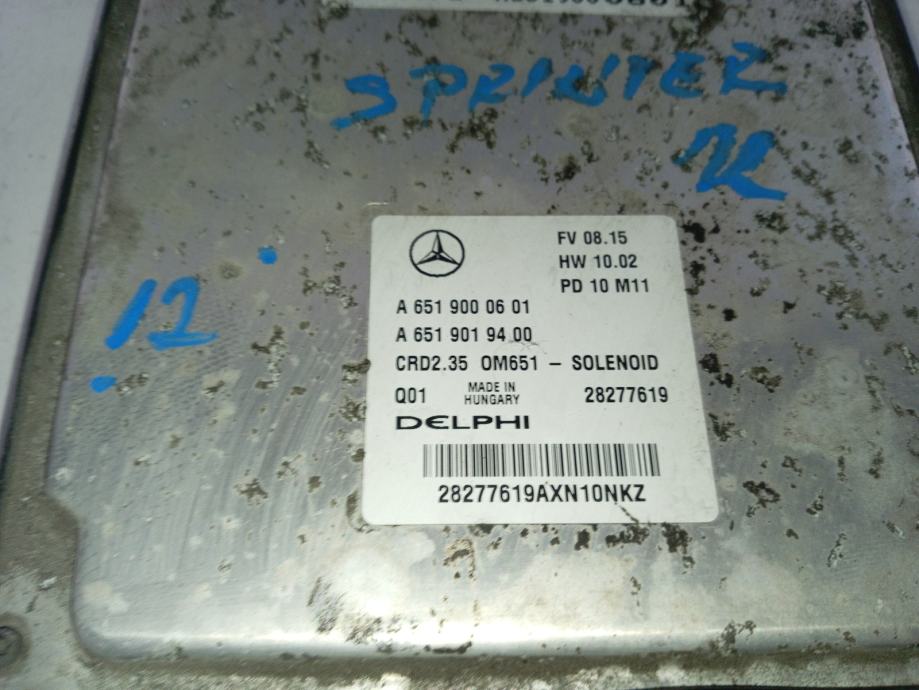 SPRINTER
12
FV 08.15
HW 10.02
PD 10 M11
A 651 900 06 01
A 651 901 94 00
CRD2.35 OM651 – SOLENOID
Q01 MADE IN HUNGARY 28277619
DELPHI
28277619AXN10NKZ